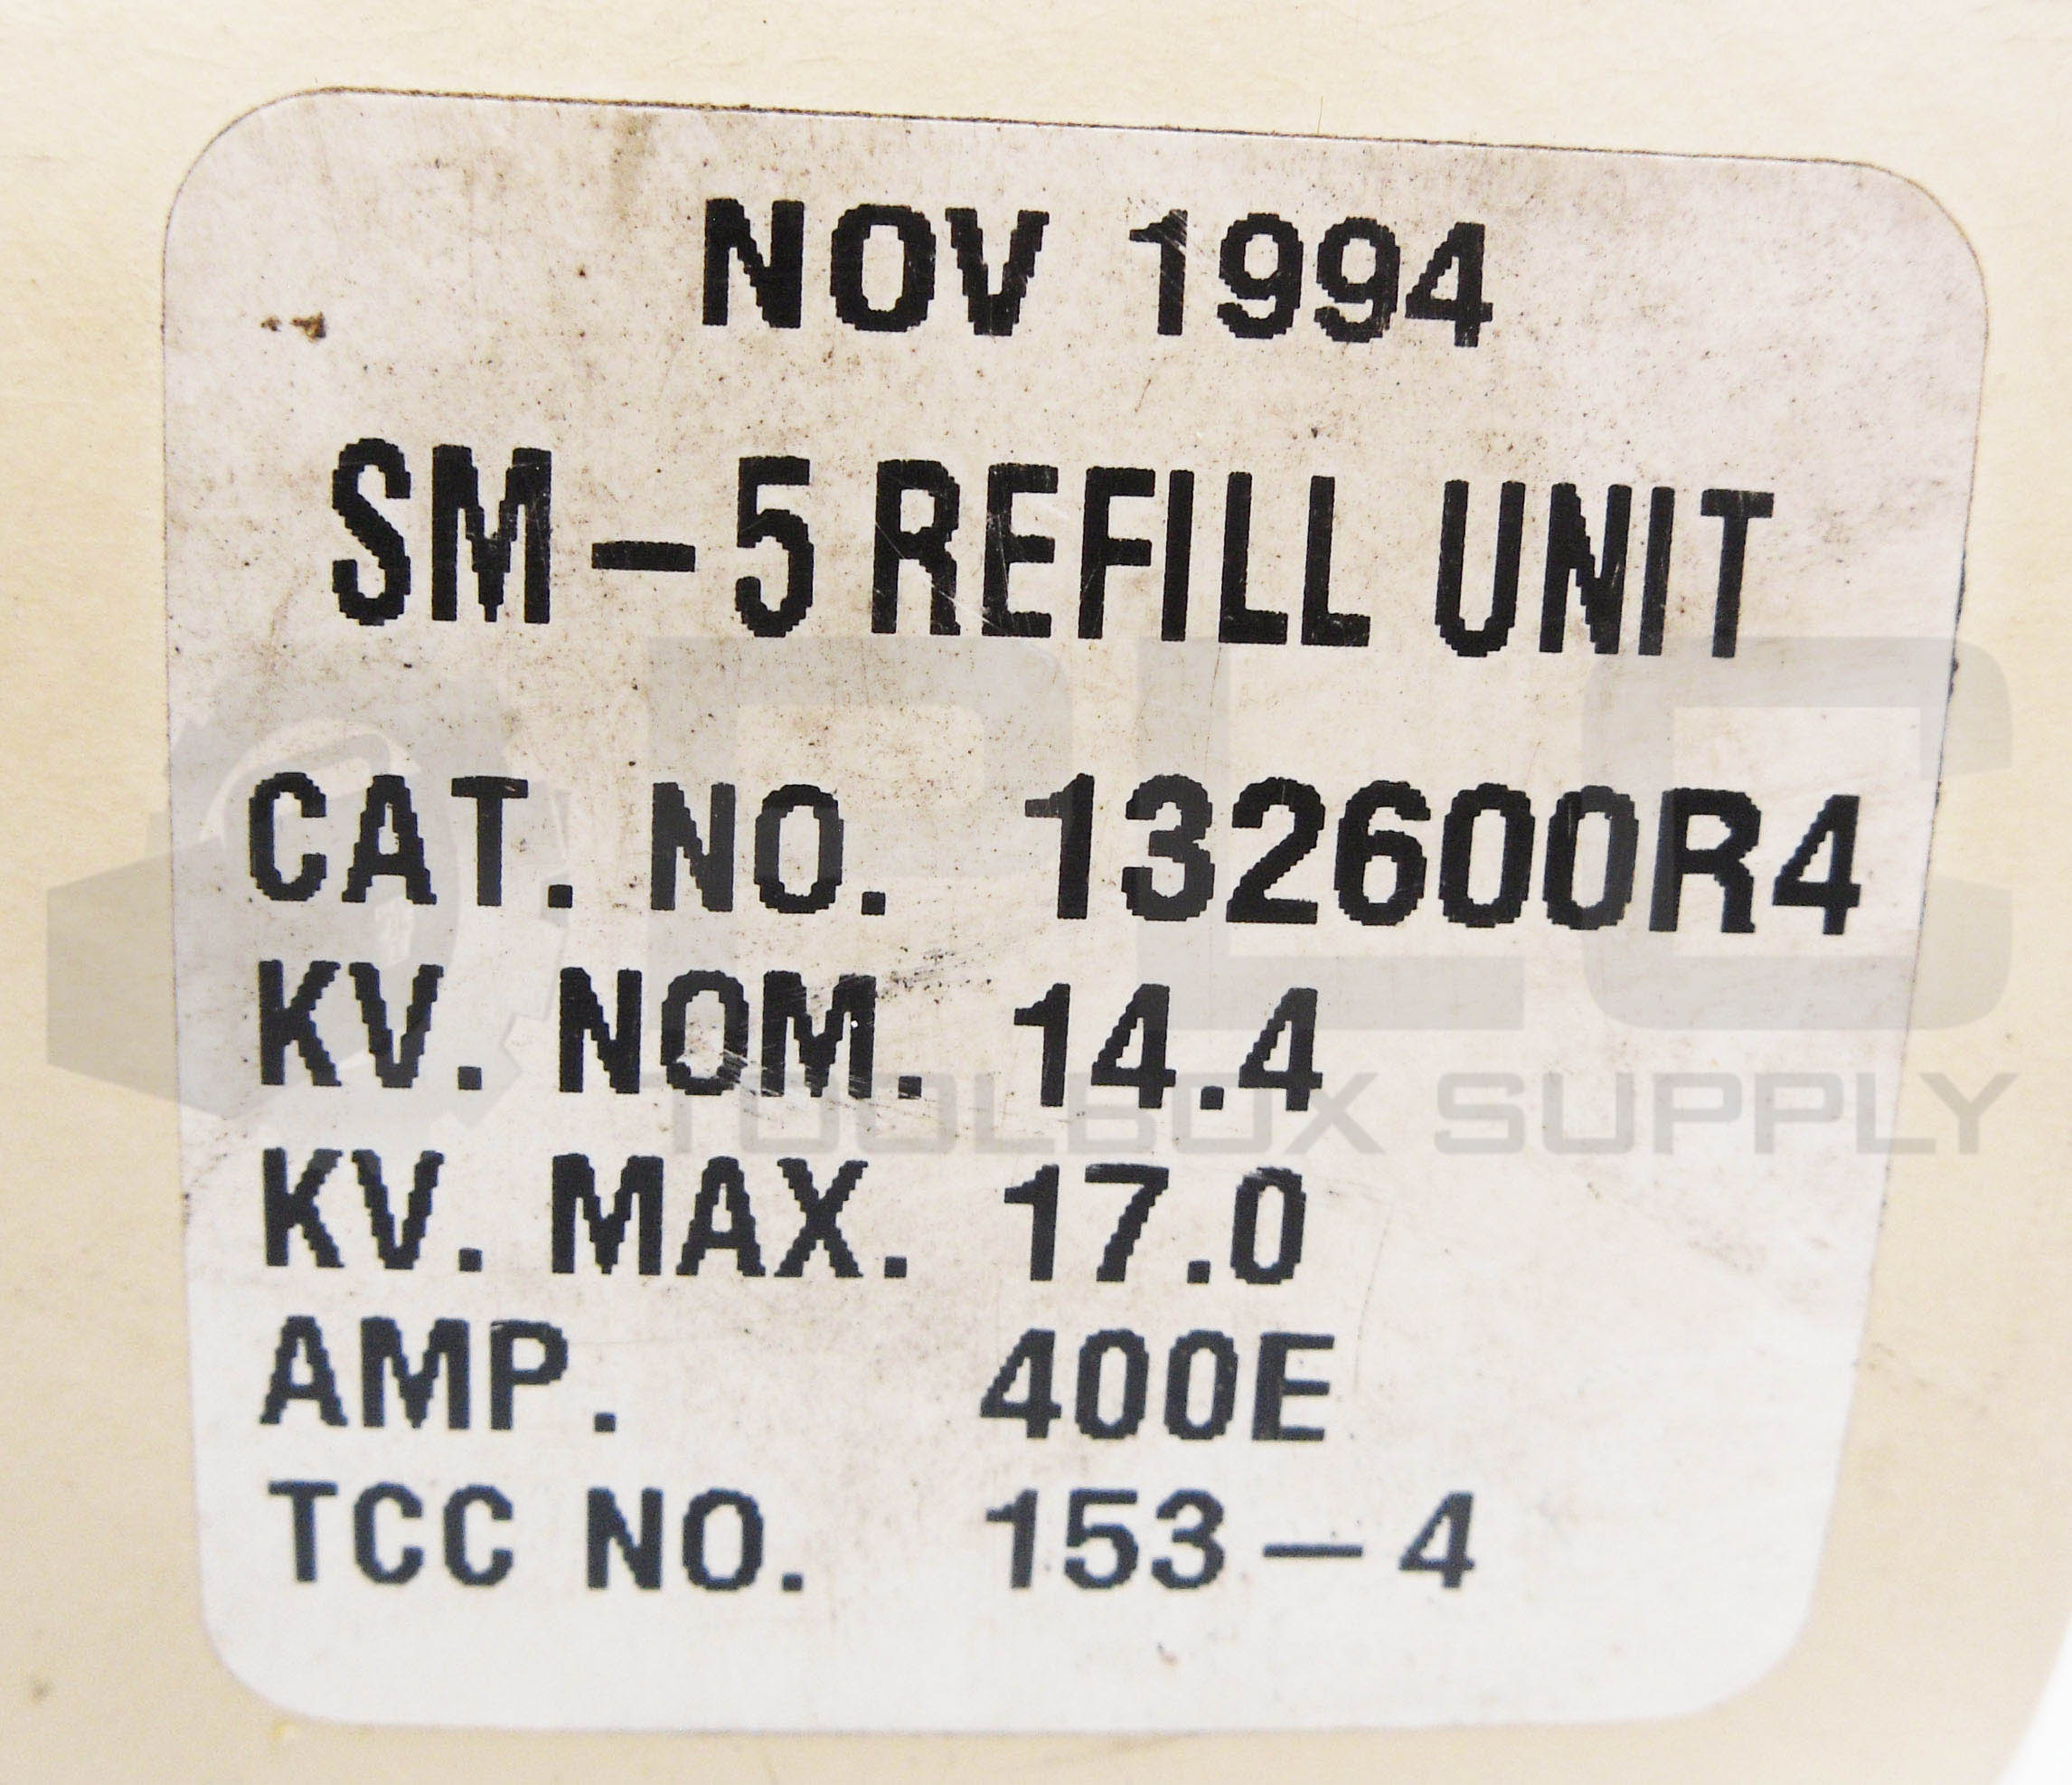 NOV 1994
SM-5 REFILL UNIT
CAT. NO. 132600R4
KV. NOM. 14.4
KV. MAX. 17.0
AMP. 400E
TCC NO. 153-4
PLC
TOOLBOX SUPPLY